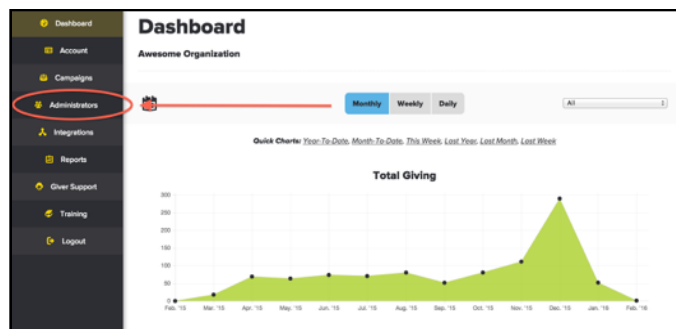 Dashboard
Account
Campaigns
Administrators
Integrations
Reports
Giver Support
Training
Logout
Dashboard
Awesome Organization
Monthly Weekly Daily
All
Quick Charts: Year-To-Date, Month-To-Date, This Week, Last Year, Last Month, Last Week
Total Giving
300
250
200
150
100
50
0
Feb. '15 Mar. '15 Apr. '15 May. '15 Jun. '15 Jul. '15 Aug. '15 Sep. '15 Oct. '15 Nov. '15 Dec. '15 Jan. '16 Feb. '16